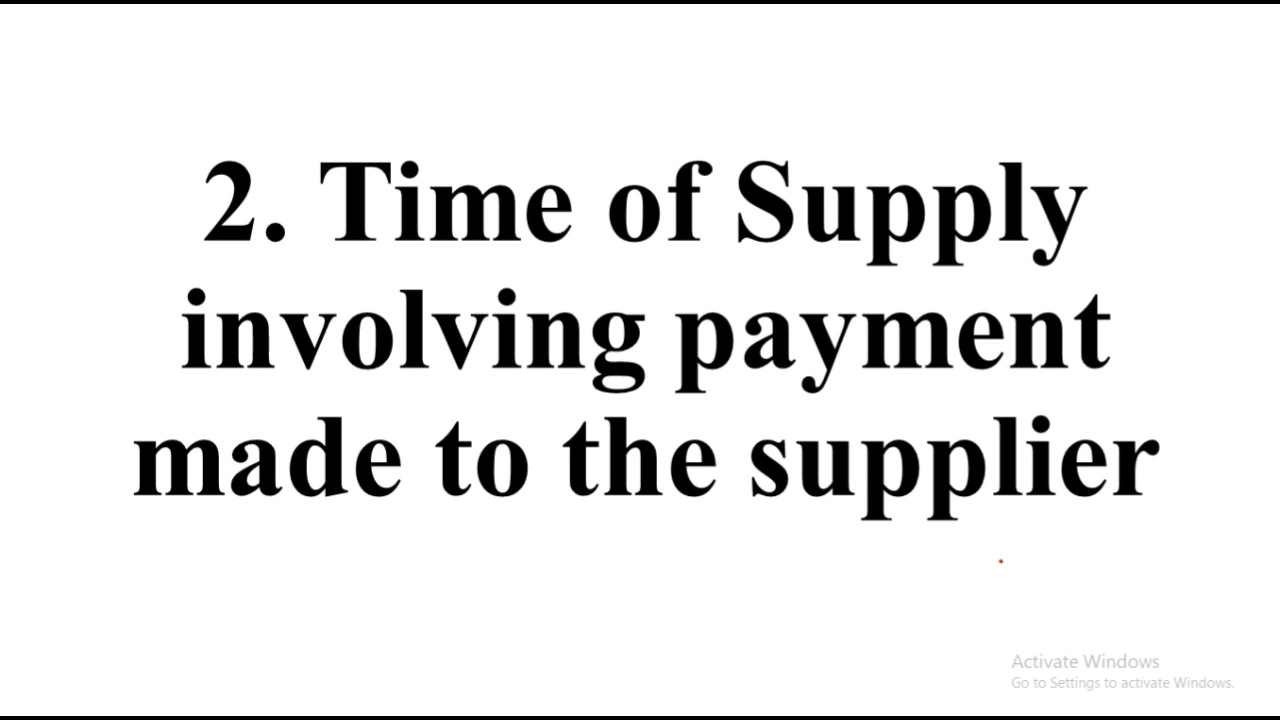 2. Time of Supply
involving payment
made to the supplier
Activate Windows
Go to Settings to activate Windows.